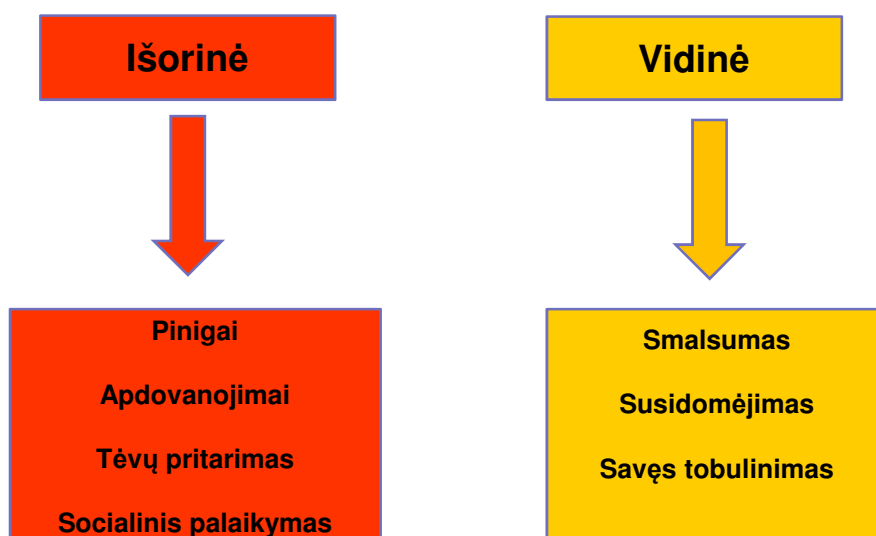 Išorinė
Vidinė
Pinigai
Apdovanojimai
Tėvų pritarimas
Socialinis palaikymas
Smalsumas
Susidomėjimas
Savęs tobulinimas